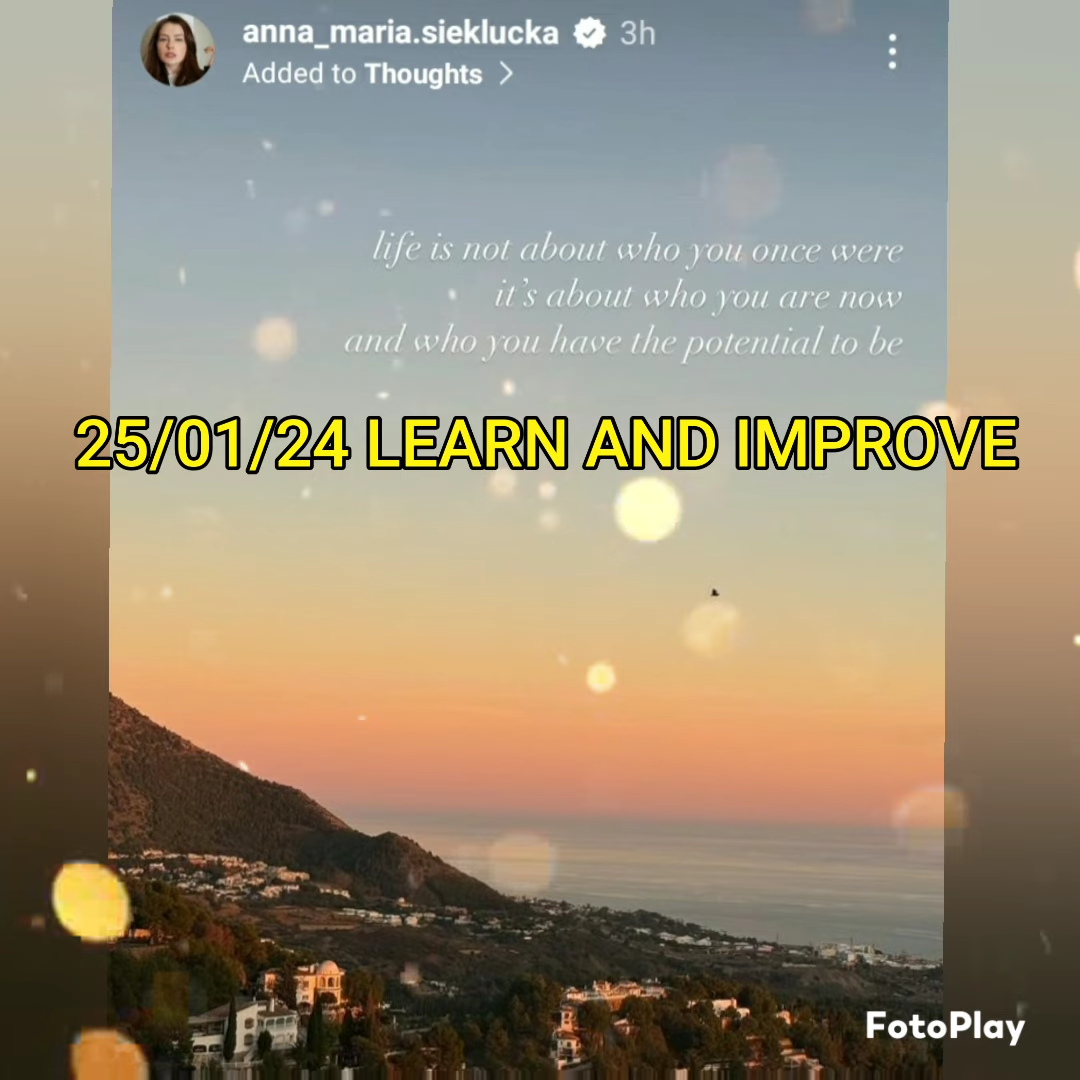 anna_maria.sieklucka 3h
Added to Thoughts >
life is not about who you once were
it's about who you are now
and who you have the potential to be
25/01/24 LEARN AND IMPROVE
FotoPlay